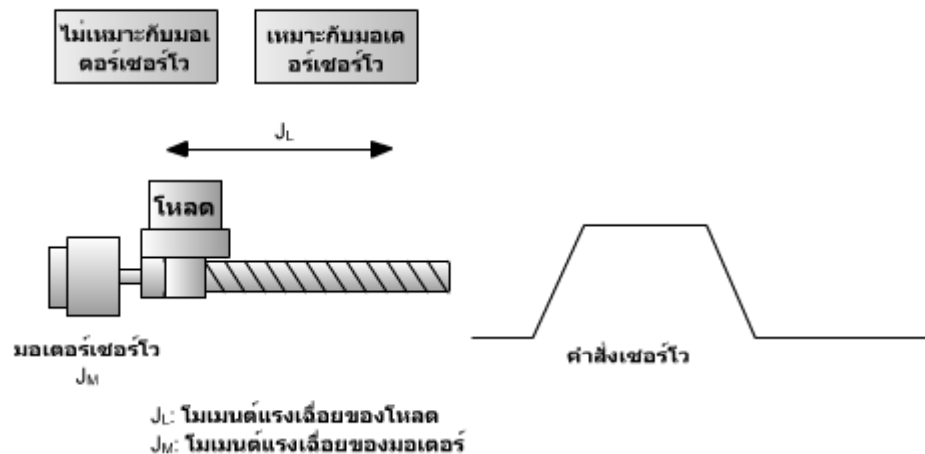 ไม่เหมาะกับมอเ
ตอร์เซอร์โว
เหมาะกับมอเต
อร์เซอร์โว
JL
โหลด
มอเตอร์เซอร์โว
JM
คำสั่งเซอร์โว
JL: โมเมนต์แรงเฉื่อยของโหลด
JM: โมเมนต์แรงเฉื่อยของมอเตอร์